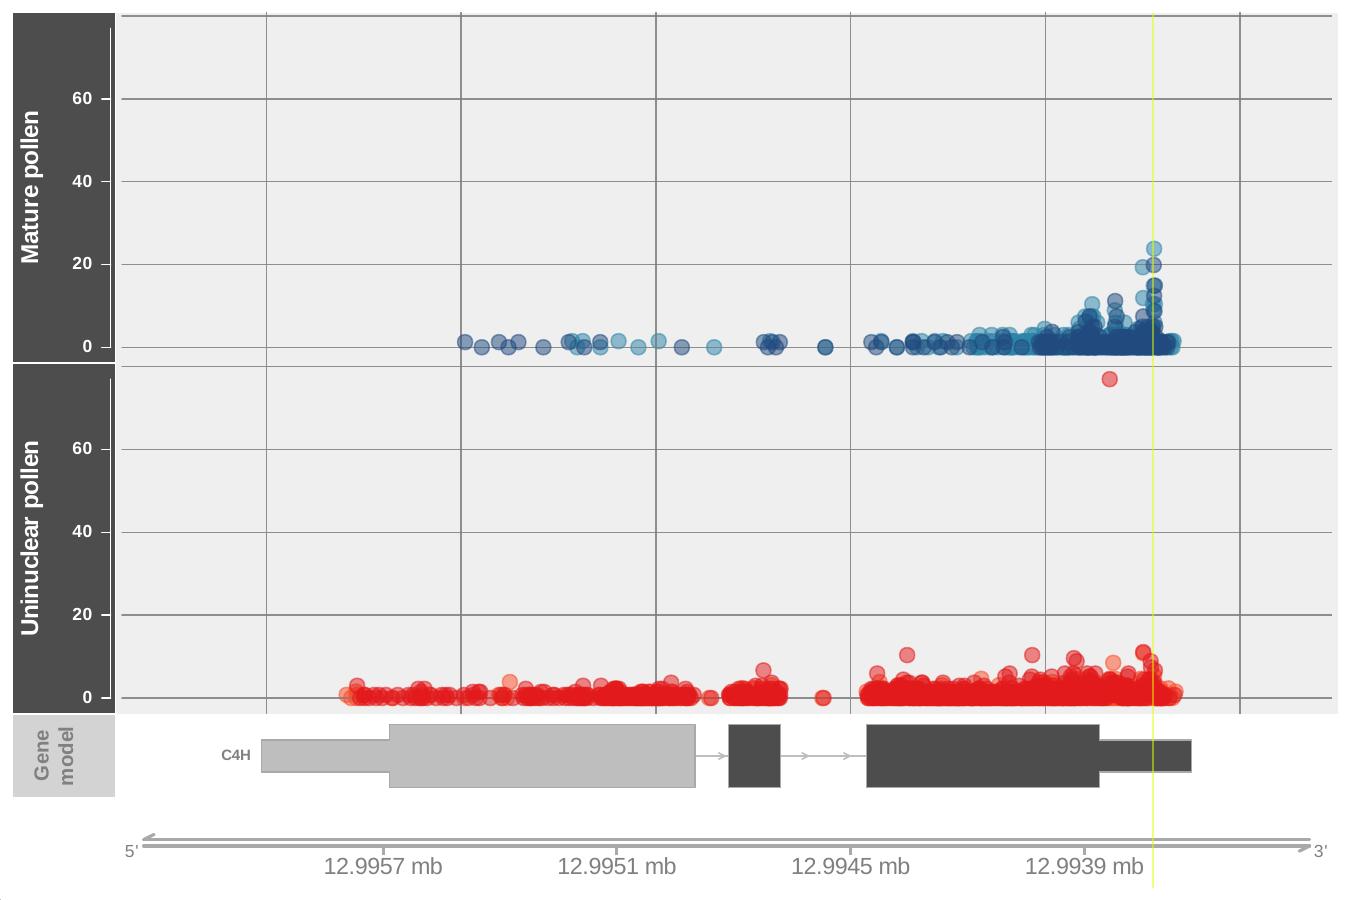 Mature pollen
60
40
20
0
Uninuclear pollen
60
40
20
0
Gene
model
C4H
5'
3'
12.9957 mb
12.9951 mb
12.9945 mb
12.9939 mb